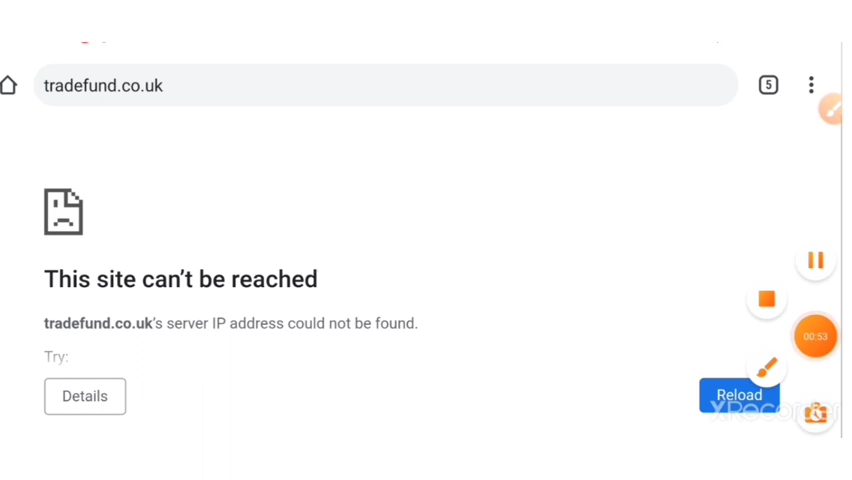 tradefund.co.uk
5
This site can't be reached
tradefund.co.uk's server IP address could not be found.
00:53
Try:
Details
Reload
XRecorder